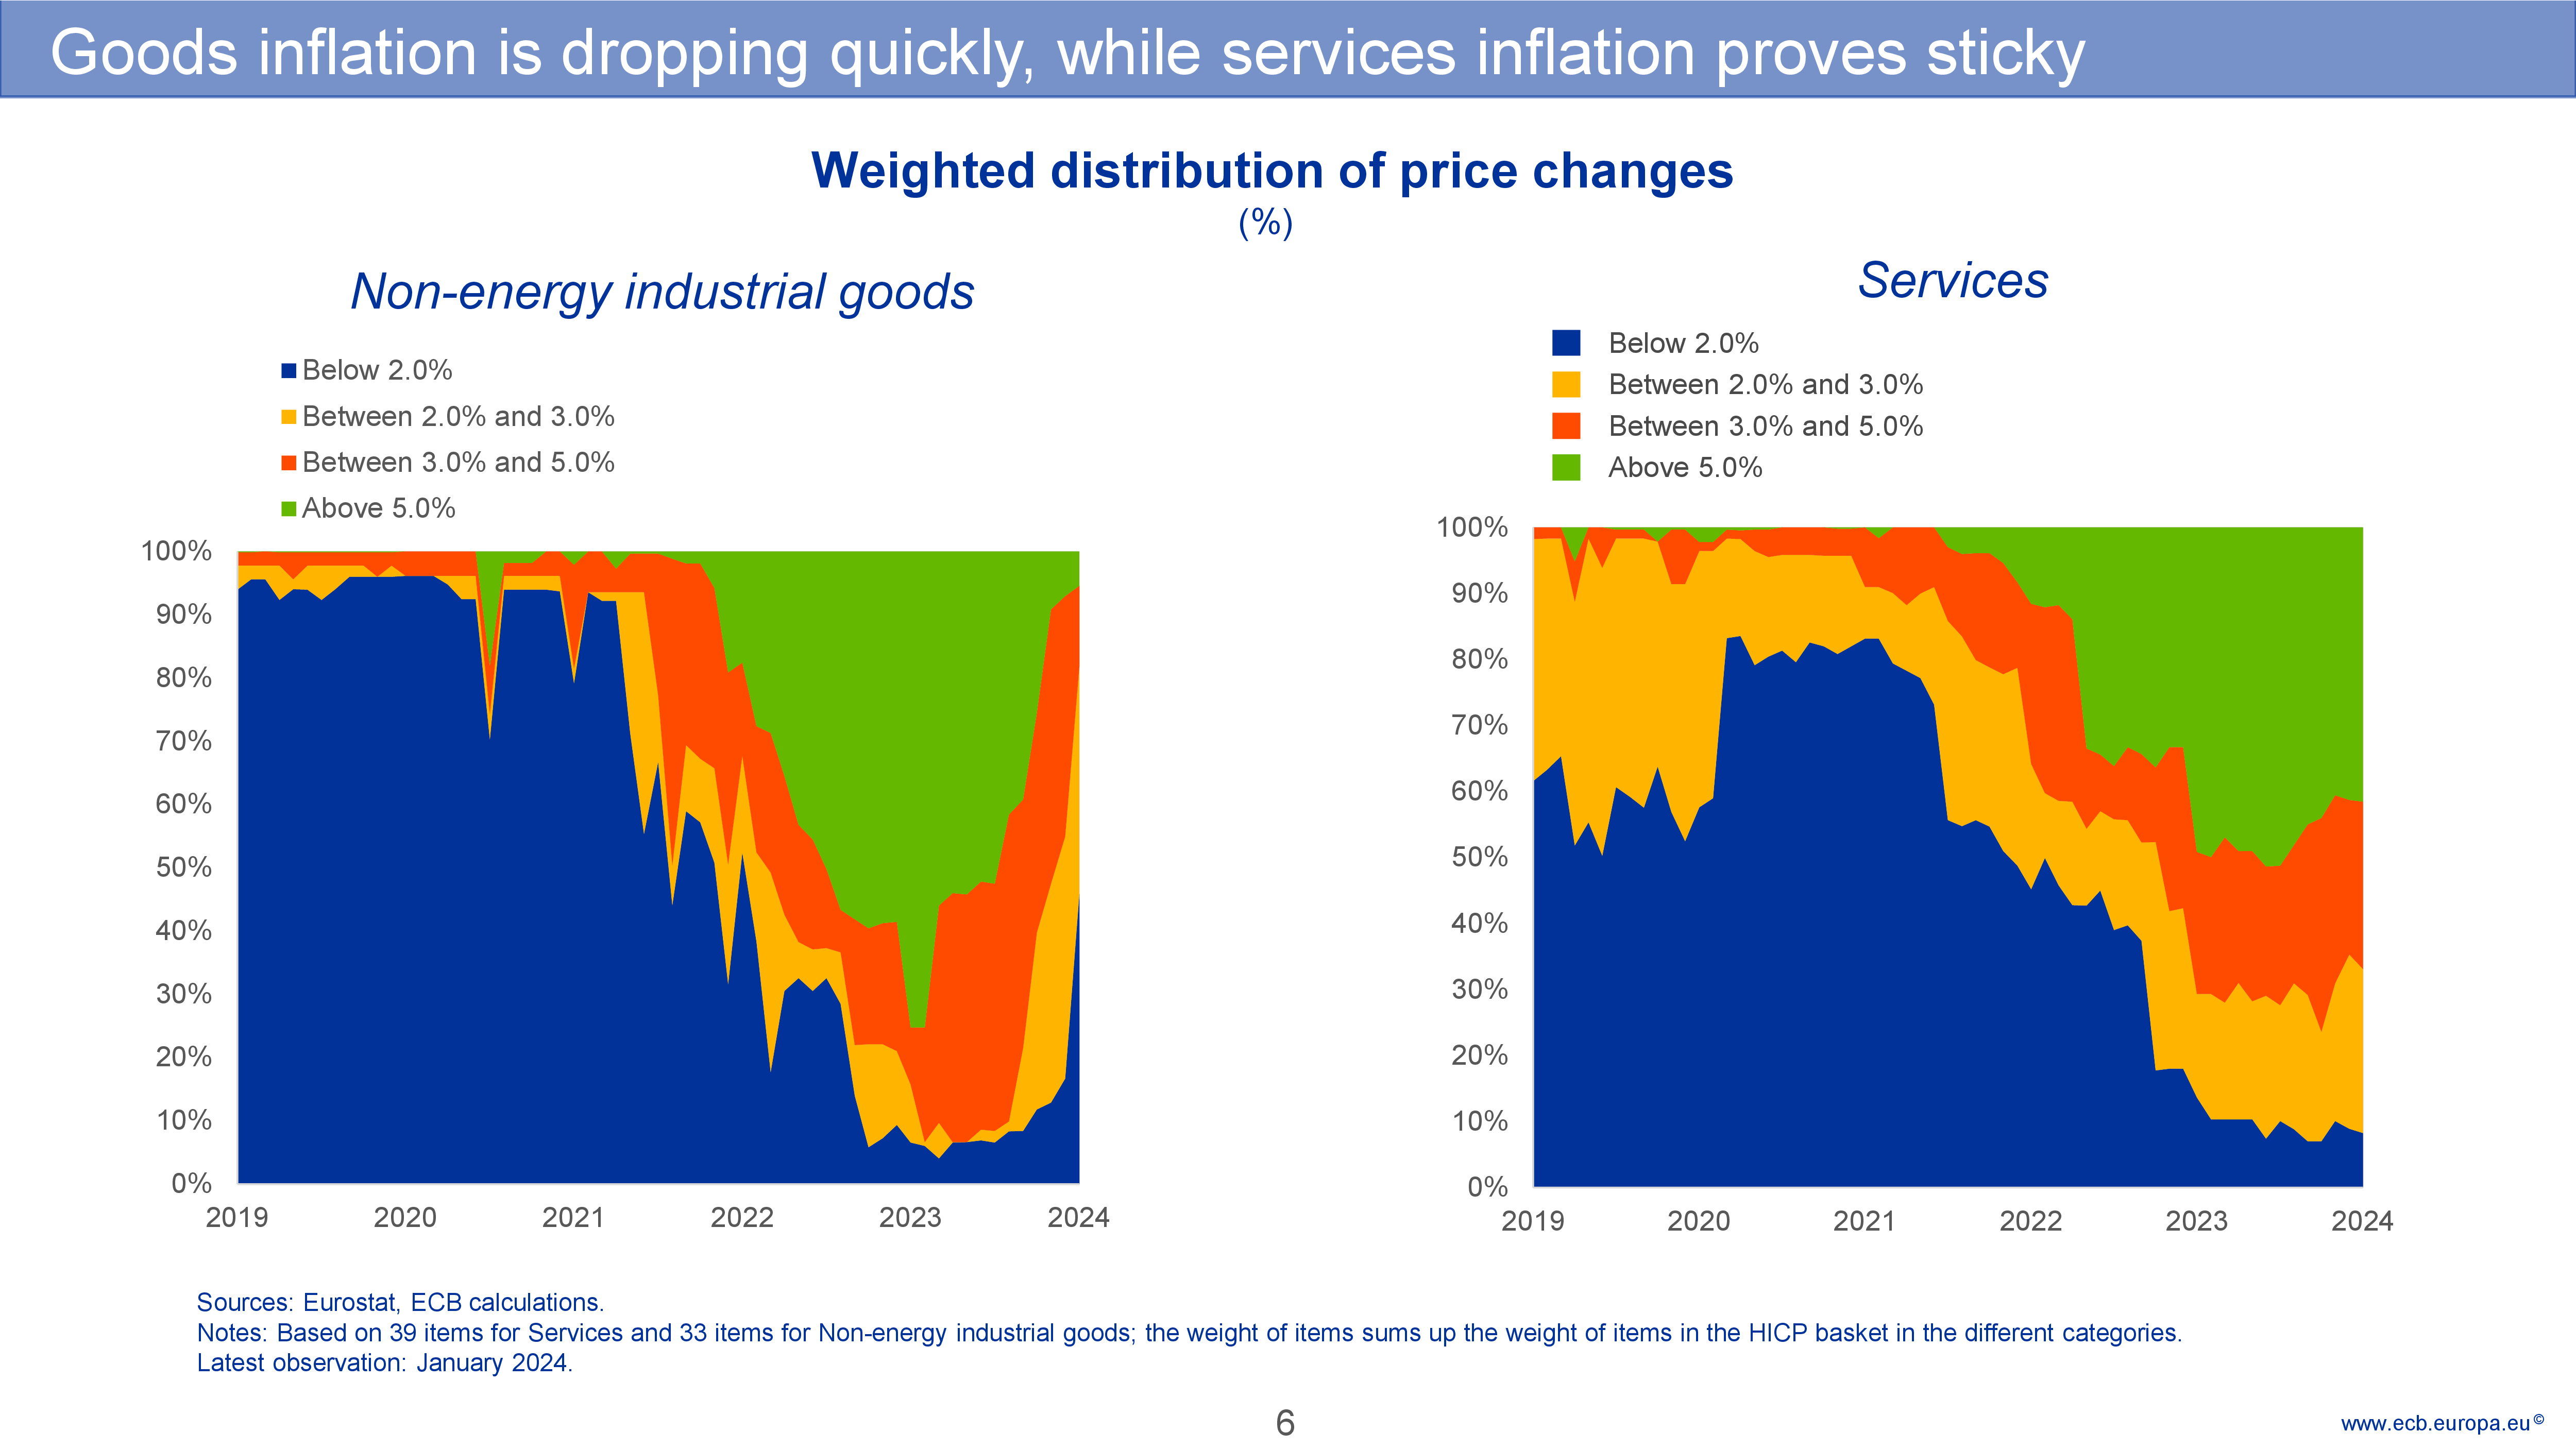 Goods inflation is dropping quickly, while services inflation proves sticky
Weighted distribution of price changes
(%)
Non-energy industrial goods
Below 2.0%
Between 2.0% and 3.0%
Between 3.0% and 5.0%
Above 5.0%
100%
90%
80%
70%
60%
50%
40%
30%
20%
10%
0%
2019 2020 2021 2022 2023 2024
Services
Below 2.0%
Between 2.0% and 3.0%
Between 3.0% and 5.0%
Above 5.0%
100%
90%
80%
70%
60%
50%
40%
30%
20%
10%
0%
2019 2020 2021 2022 2023 2024
Sources: Eurostat, ECB calculations.
Notes: Based on 39 items for Services and 33 items for Non-energy industrial goods; the weight of items sums up the weight of items in the HICP basket in the different categories.
Latest observation: January 2024.
6
www.ecb.europa.eu ©